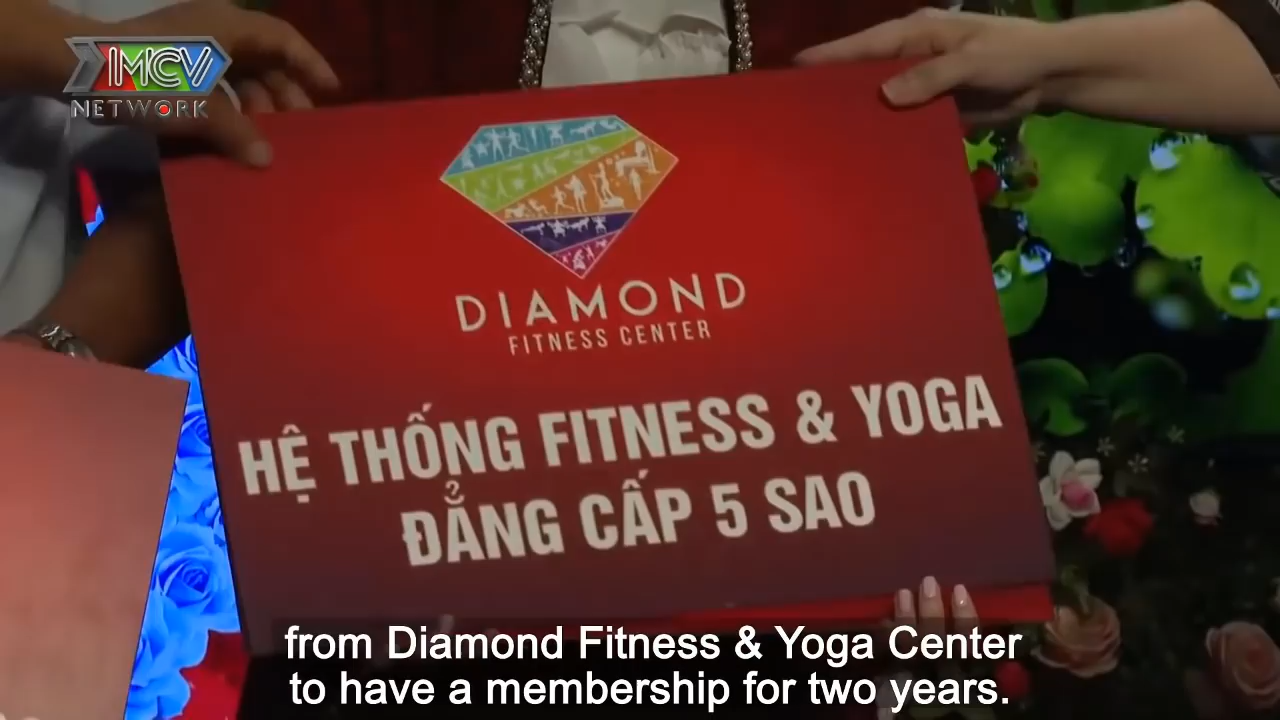 MCV
NETWORK
DIAMOND
FITNESS CENTER
HỆ THỐNG FITNESS & YOGA
ĐẲNG CẤP 5 SAO
from Diamond Fitness & Yoga Center
to have a membership for two years.